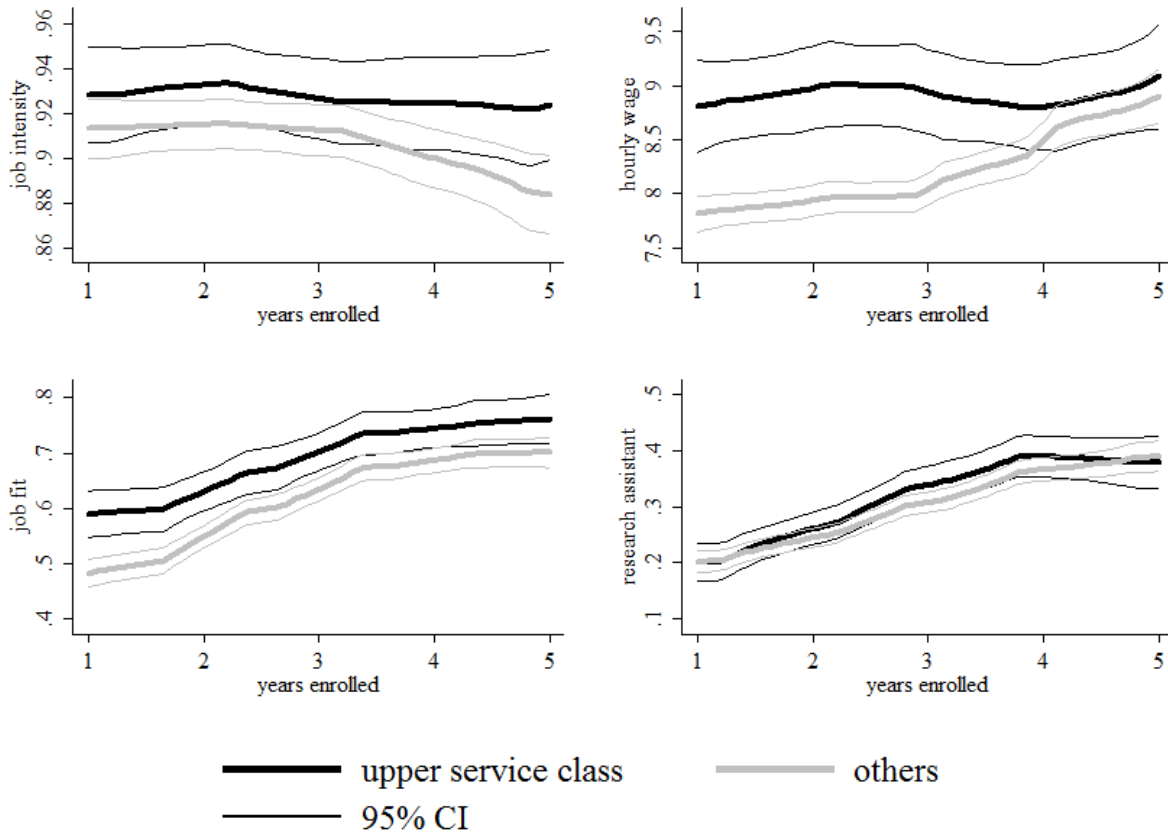 job intensity
.86 .88 .9 .92 .94 .96
1 2 3 4 5
years enrolled
hourly wage
7.5 8 8.5 9 9.5
1 2 3 4 5
years enrolled
job fit
.4 .5 .6 .7 .8
1 2 3 4 5
years enrolled
research assistant
.1 .2 .3 .4 .5
1 2 3 4 5
years enrolled
upper service class
others
95% CI